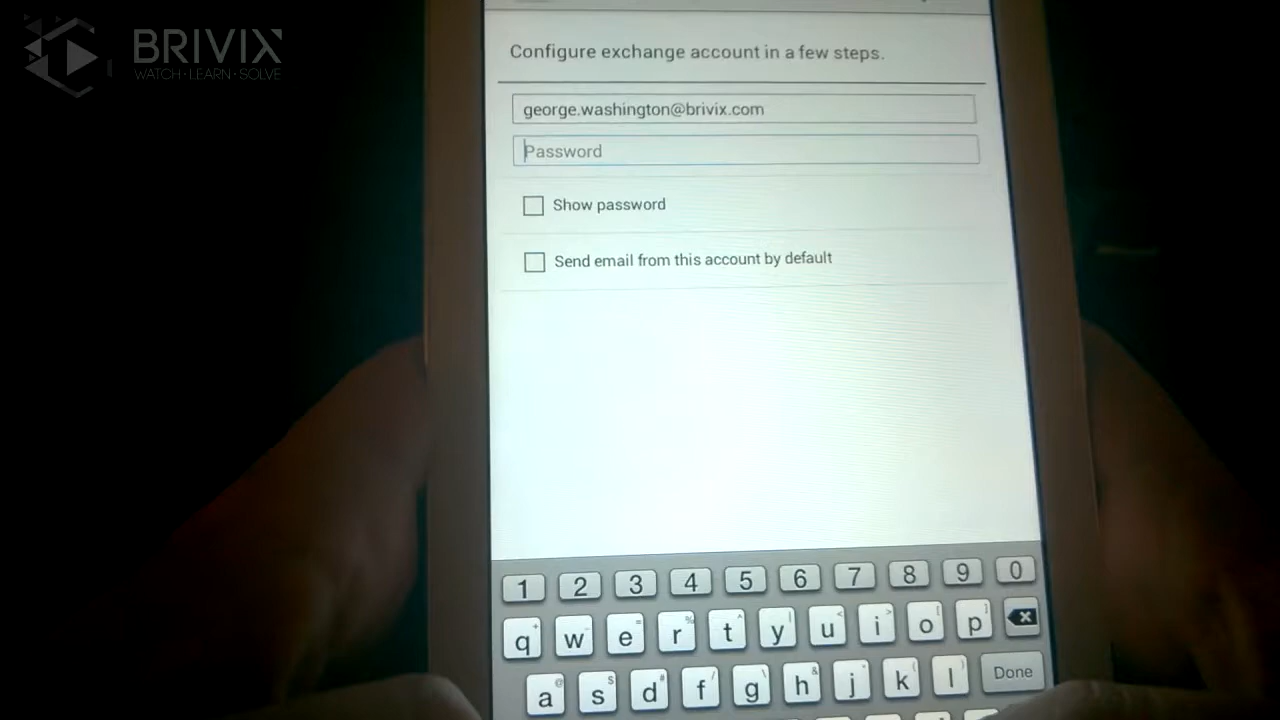 BRIVIX
WATCH·LEARN·SOLVE
Configure exchange account in a few steps.
george.washington@brivix.com
Password
Show password
Send email from this account by default
1 2 3 4 5 6 7 8 9 0
q w e r t y u i o p
a s d f g h j k l Done